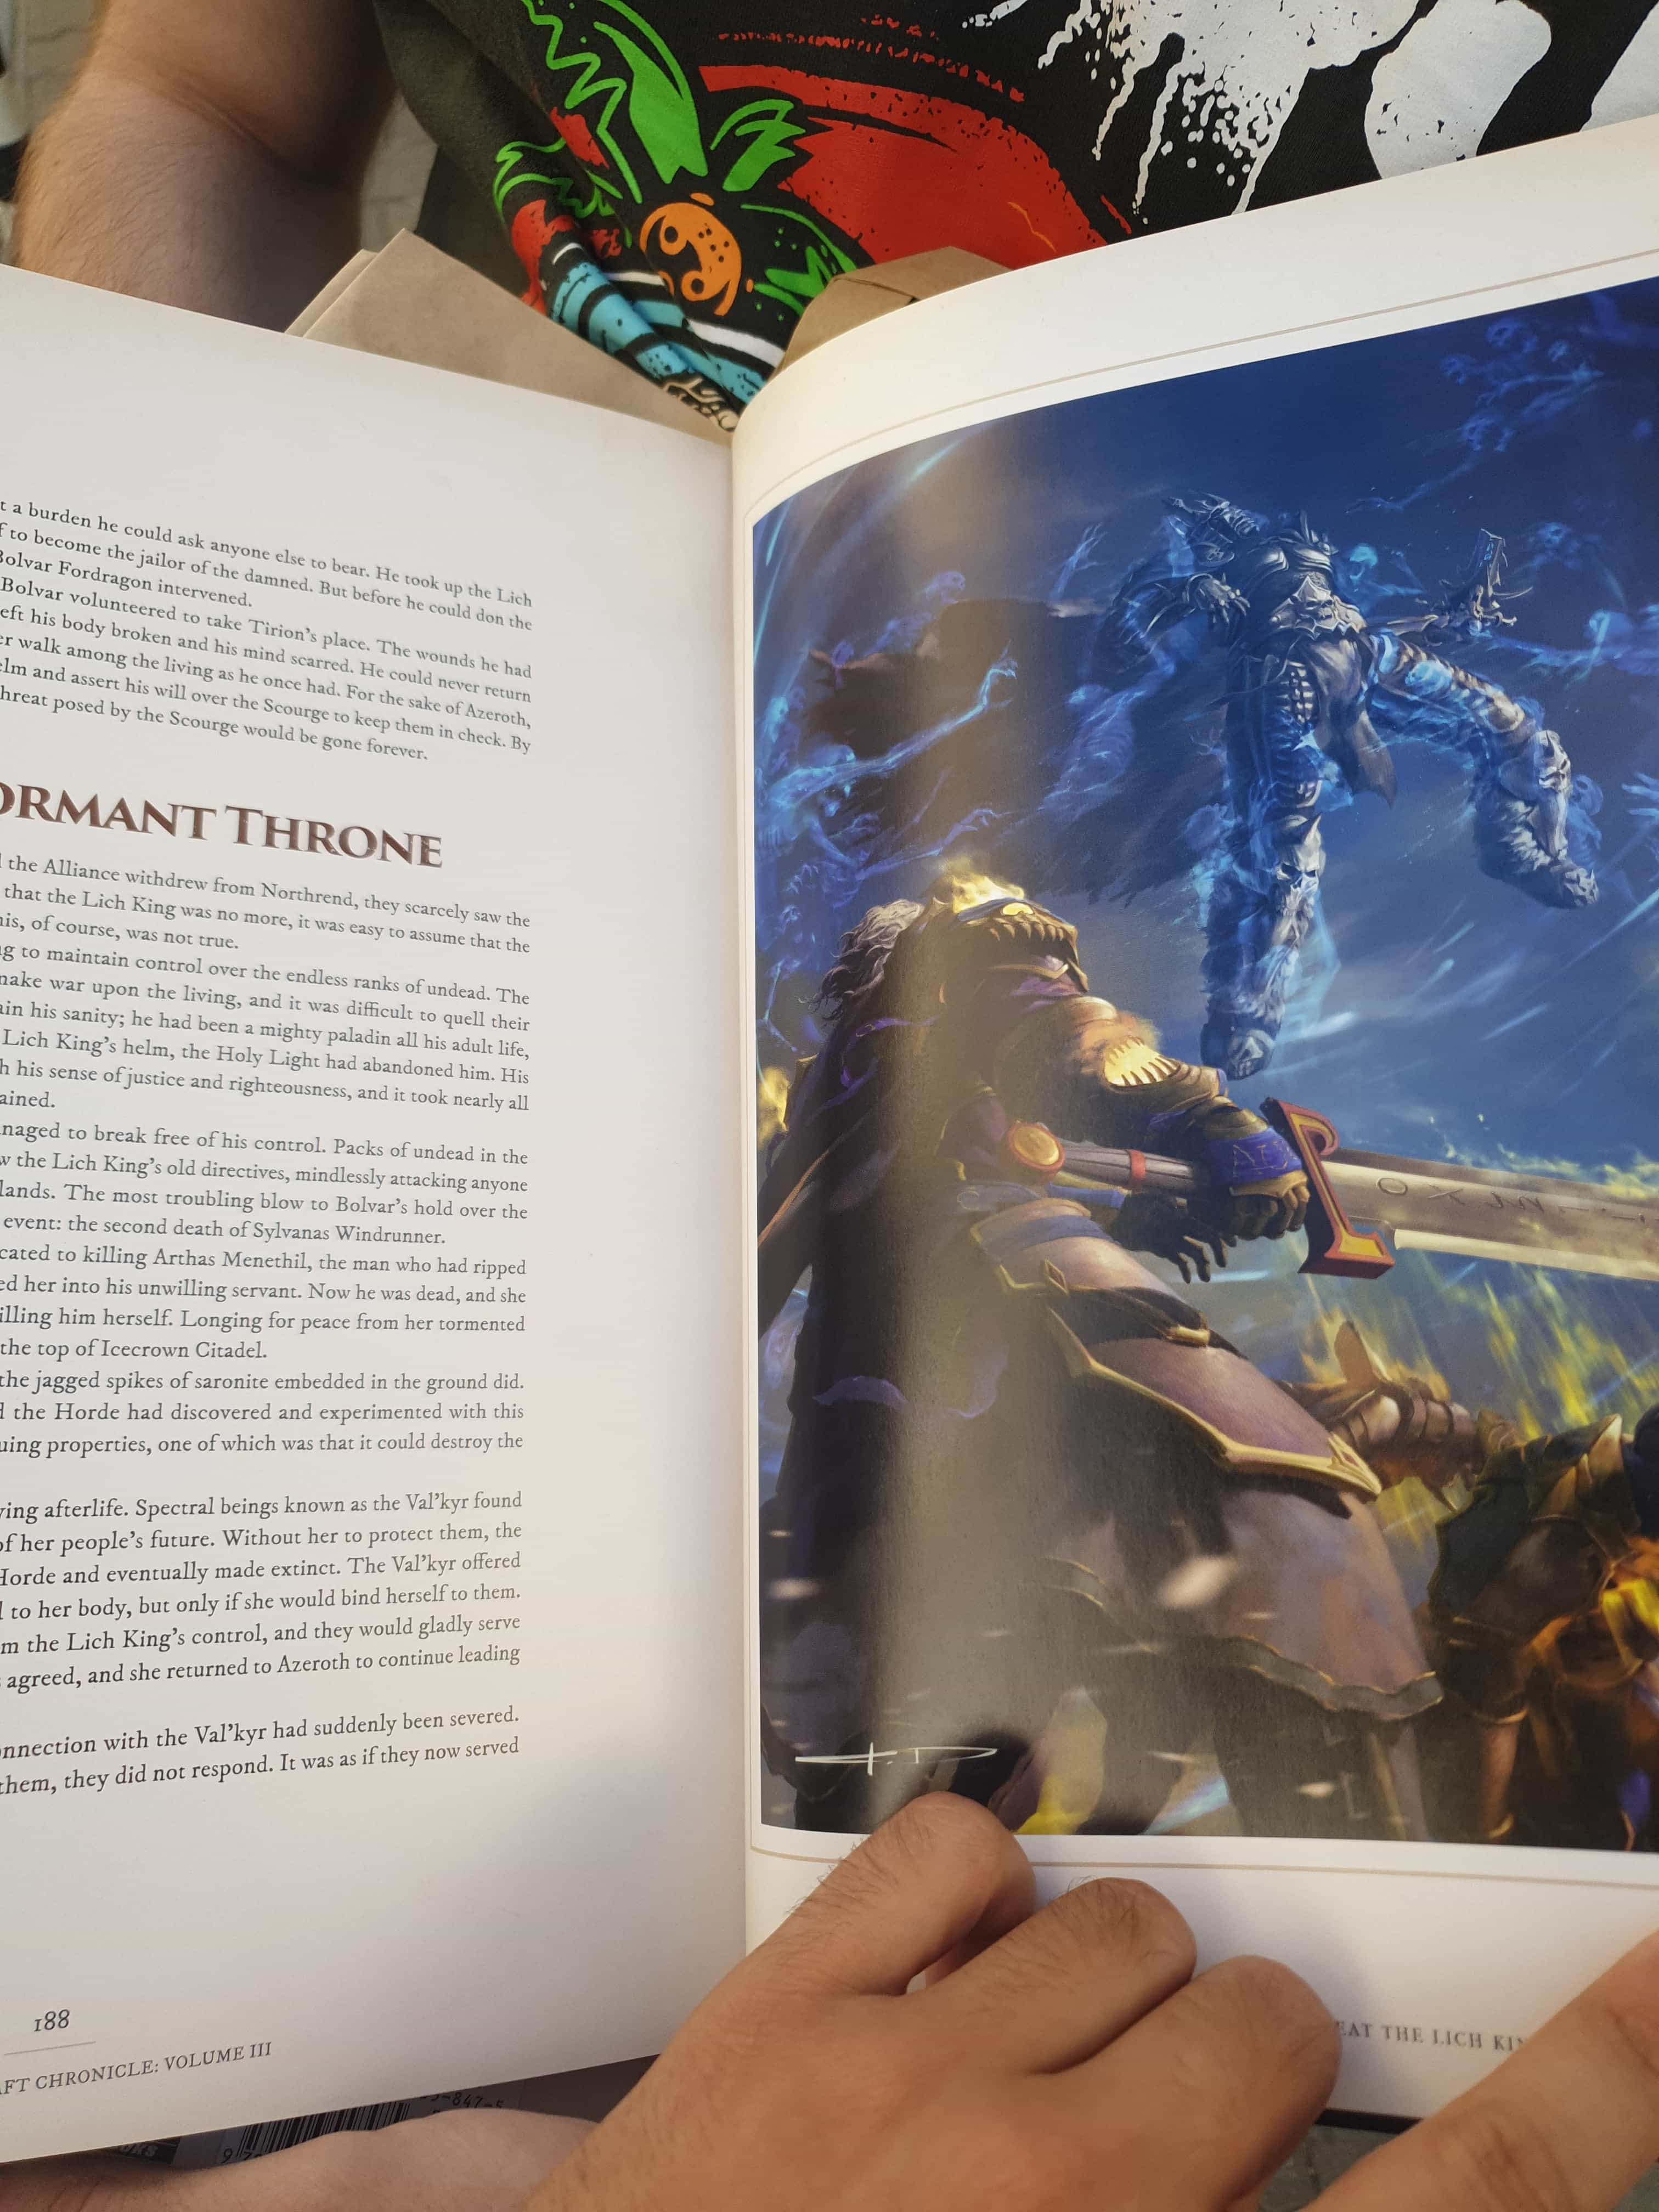 a burden he could ask anyone else to bear. He took up the Lich
to become the jailor of the damned. But before he could don the
Bolvar Fordragon intervened.
Bolvar volunteered to take Tirion's place. The wounds he had
eft his body broken and his mind scarred. He could never return
er walk among the living as he once had. For the sake of Azeroth,
elm and assert his will over the Scourge to keep them in check. By
hreat posed by the Scourge would be gone forever.
ORMANT THRONE
the Alliance withdrew from Northrend, they scarcely saw the
that the Lich King was no more, it was easy to assume that the
his, of course, was not true.
ng to maintain control over the endless ranks of undead. The
make war upon the living, and it was difficult to quell their
ain his sanity; he had been a mighty paladin all his adult life,
Lich King's helm, the Holy Light had abandoned him. His
h his sense of justice and righteousness, and it took nearly all
ained.
naged to break free of his control. Packs of undead in the
w the Lich King's old directives, mindlessly attacking anyone
lands. The most troubling blow to Bolvar's hold over the
event: the second death of Sylvanas Windrunner.
cated to killing Arthas Menethil, the man who had ripped
ed her into his unwilling servant. Now he was dead, and she
illing him herself. Longing for peace from her tormented
the top of Icecrown Citadel.
the jagged spikes of saronite embedded in the ground did.
the Horde had discovered and experimented with this
uing properties, one of which was that it could destroy the
ying afterlife. Spectral beings known as the Val'kyr found
of her people's future. Without her to protect them, the
Horde and eventually made extinct. The Val'kyr offered
to her body, but only if she would bind herself to them.
m the Lich King's control, and they would gladly serve
agreed, and she returned to Azeroth to continue leading
nnection with the Val'kyr had suddenly been severed.
them, they did not respond. It was as if they now served
188
AFT CHRONICLE: VOLUME III
EAT THE LICH KIN